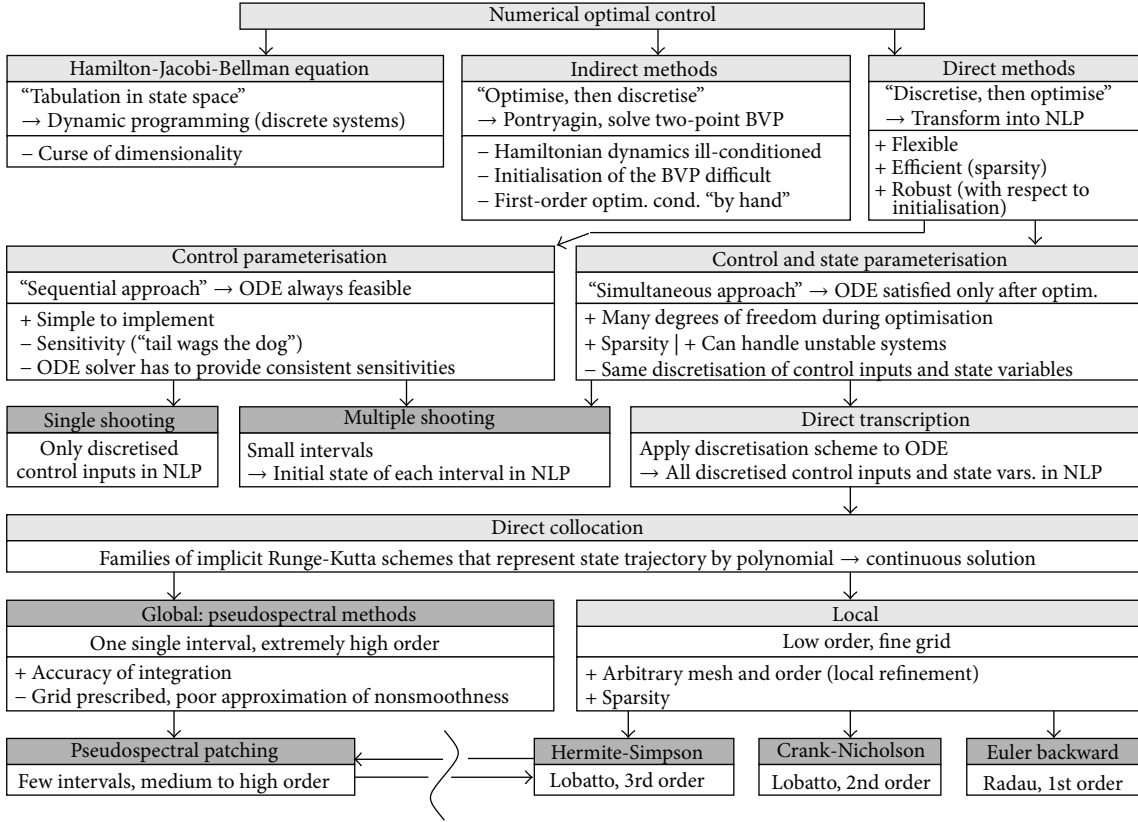 Numerical optimal control
Hamilton-Jacobi-Bellman equation
“Tabulation in state space”
→ Dynamic programming (discrete systems)
− Curse of dimensionality
Indirect methods
“Optimise, then discretise”
→ Pontryagin, solve two-point BVP
− Hamiltonian dynamics ill-conditioned
− Initialisation of the BVP difficult
− First-order optim. cond. “by hand”
Direct methods
“Discretise, then optimise”
→ Transform into NLP
+ Flexible
+ Efficient (sparsity)
+ Robust (with respect to
initialisation)
Control parameterisation
“Sequential approach” → ODE always feasible
+ Simple to implement
− Sensitivity (“tail wags the dog”)
− ODE solver has to provide consistent sensitivities
Control and state parameterisation
“Simultaneous approach” → ODE satisfied only after optim.
+ Many degrees of freedom during optimisation
+ Sparsity | + Can handle unstable systems
− Same discretisation of control inputs and state variables
Single shooting
Only discretised
control inputs in NLP
Multiple shooting
Small intervals
→ Initial state of each interval in NLP
Direct transcription
Apply discretisation scheme to ODE
→ All discretised control inputs and state vars. in NLP
Direct collocation
Families of implicit Runge-Kutta schemes that represent state trajectory by polynomial → continuous solution
Global: pseudospectral methods
One single interval, extremely high order
+ Accuracy of integration
− Grid prescribed, poor approximation of nonsmoothness
Local
Low order, fine grid
+ Arbitrary mesh and order (local refinement)
+ Sparsity
Pseudospectral patching
Few intervals, medium to high order
Hermite-Simpson
Lobatto, 3rd order
Crank-Nicholson
Lobatto, 2nd order
Euler backward
Radau, 1st order